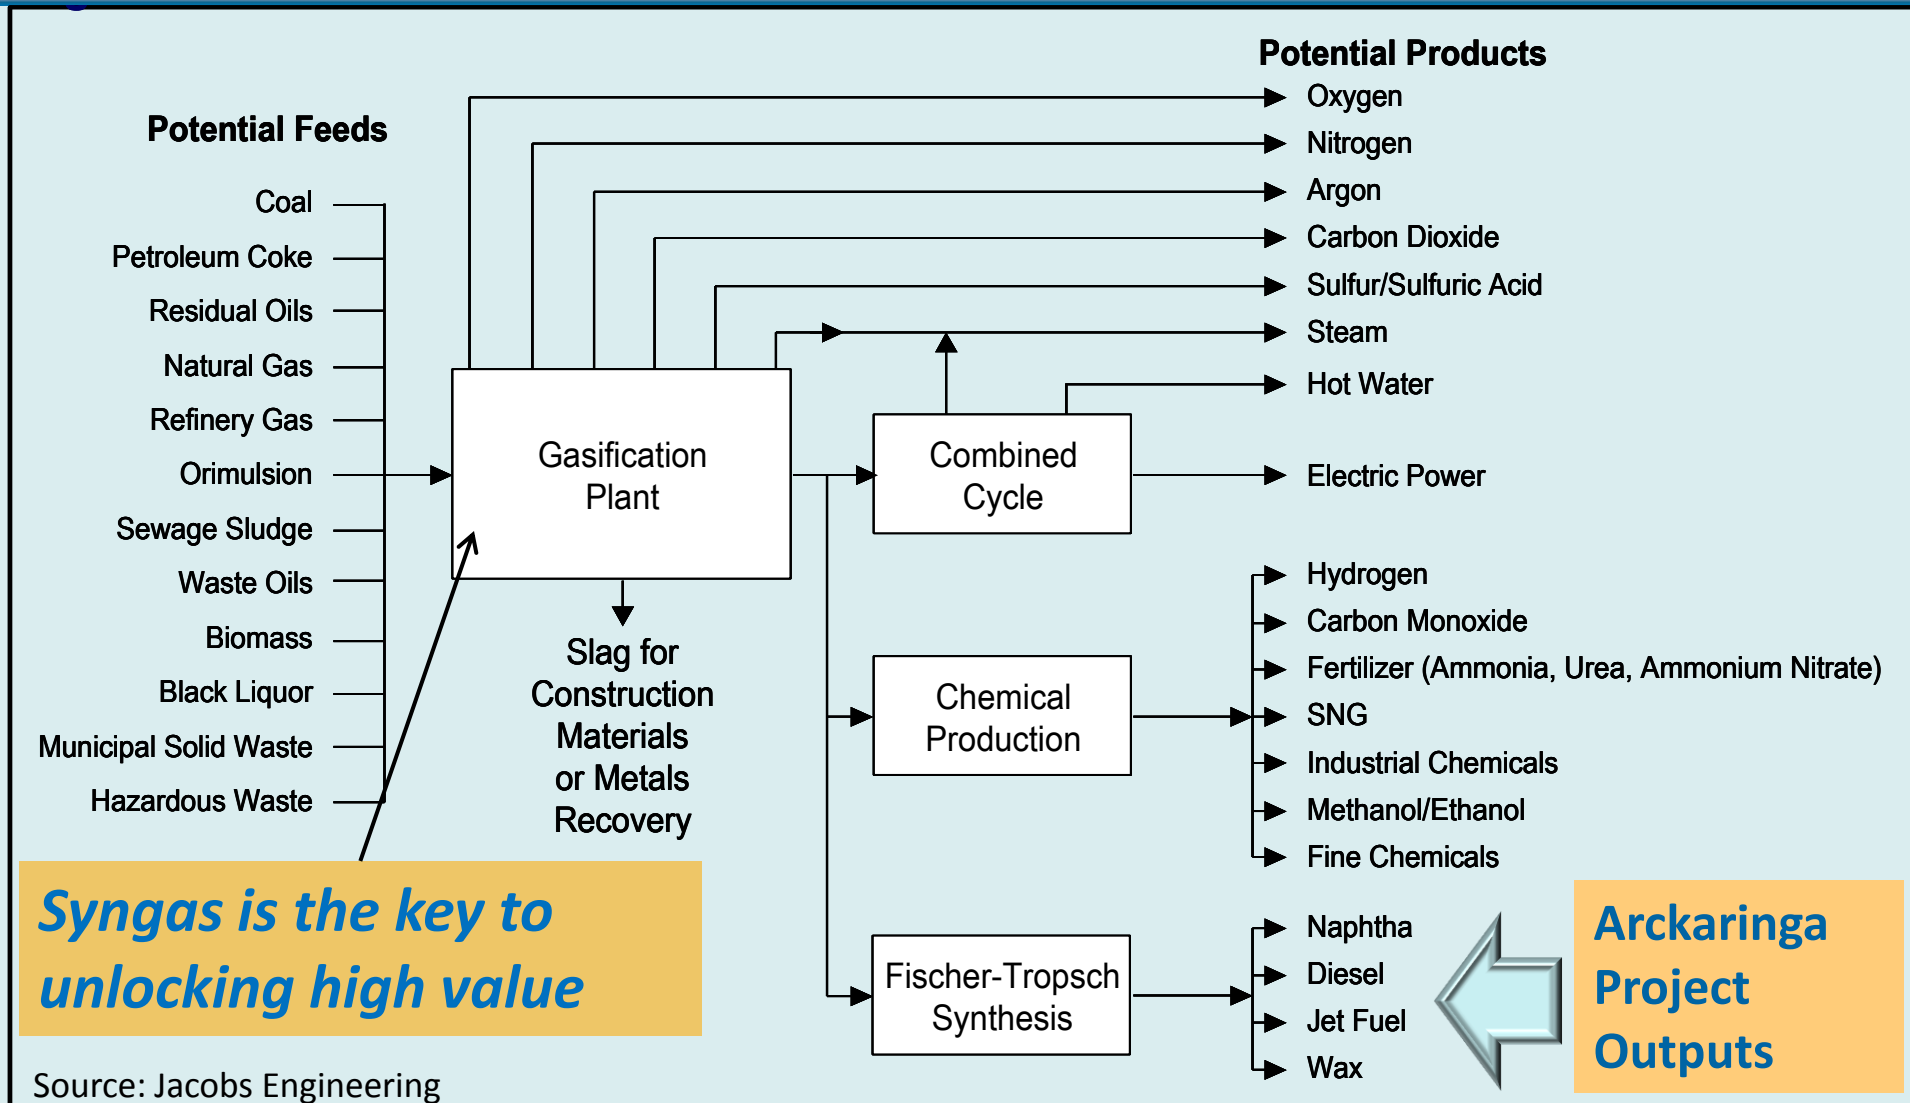 Potential Feeds
Coal
Petroleum Coke
Residual Oils
Natural Gas
Refinery Gas
Orimulsion
Sewage Sludge
Waste Oils
Biomass
Black Liquor
Municipal Solid Waste
Hazardous Waste
Gasification
Plant
Slag for
Construction
Materials
or Metals
Recovery
Combined
Cycle
Chemical
Production
Fischer-Tropsch
Synthesis
Potential Products
Oxygen
Nitrogen
Argon
Carbon Dioxide
Sulfur/Sulfuric Acid
Steam
Hot Water
Electric Power
Hydrogen
Carbon Monoxide
Fertilizer (Ammonia, Urea, Ammonium Nitrate)
SNG
Industrial Chemicals
Methanol/Ethanol
Fine Chemicals
Naphtha
Diesel
Jet Fuel
Wax
Arckaringa
Project
Outputs
Syngas is the key to
unlocking high value
Source: Jacobs Engineering